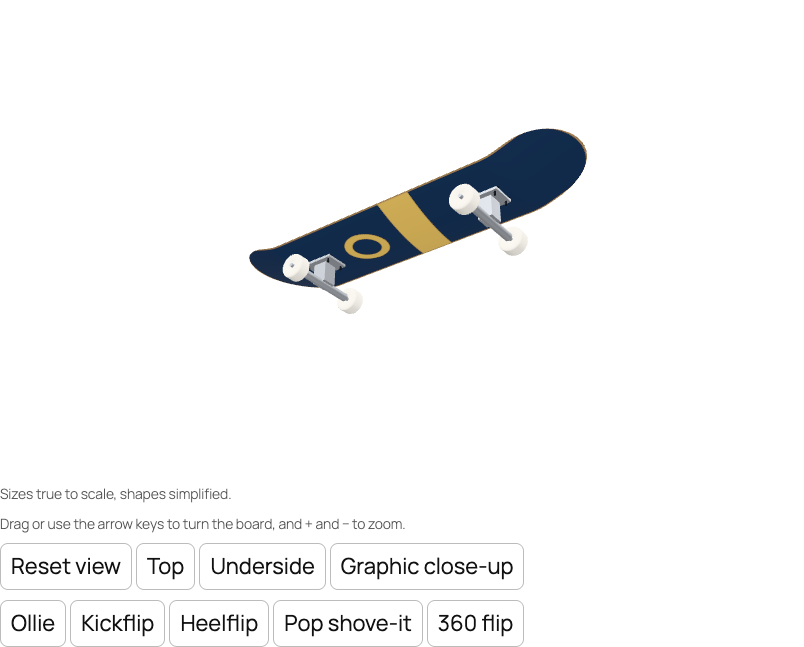 Sizes true to scale, shapes simplified.
Drag or use the arrow keys to turn the board, and + and − to zoom.
Reset view Top Underside Graphic close-up
Ollie Kickflip Heelflip Pop shove-it 360 flip